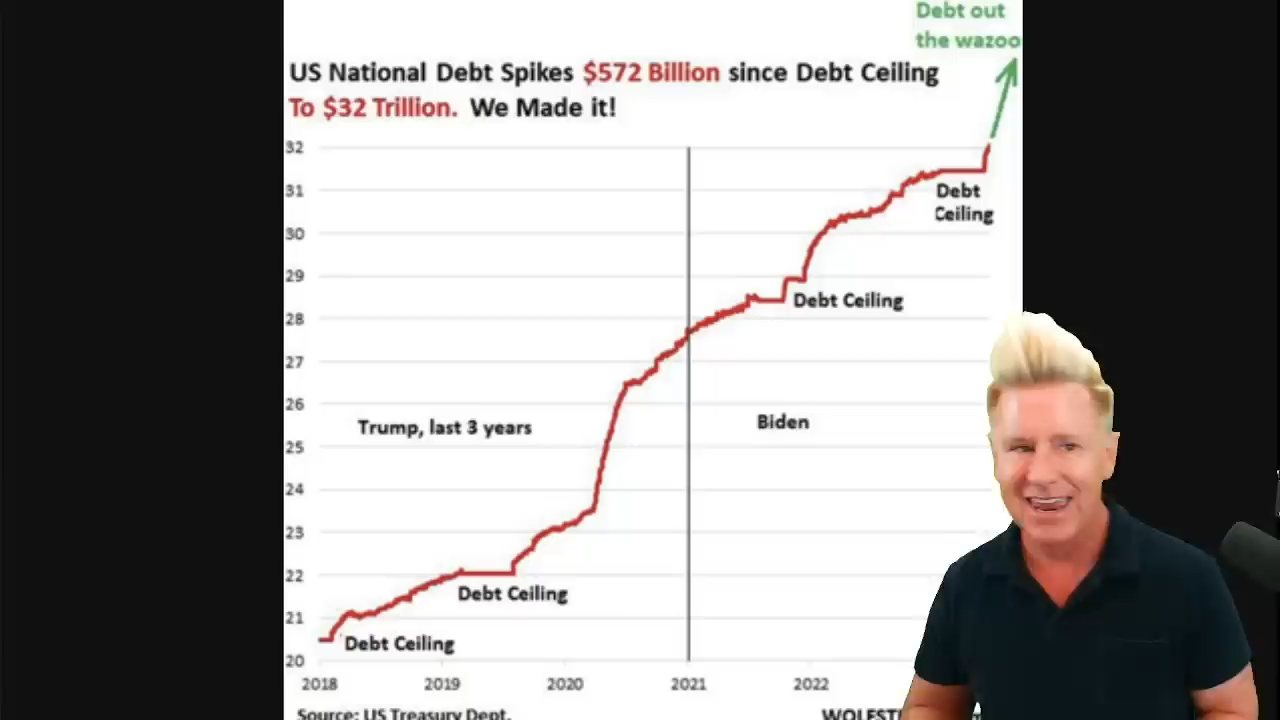 Debt out
the wazoo
US National Debt Spikes $572 Billion since Debt Ceiling
To $32 Trillion. We Made it!
32
31
30
29
28
27
26
25
24
23
22
21
20
Debt
Ceiling
Debt Ceiling
Trump, last 3 years
Biden
Debt Ceiling
Debt Ceiling
2018
2019
2020
2021
2022
Source: US Treasury Dept.